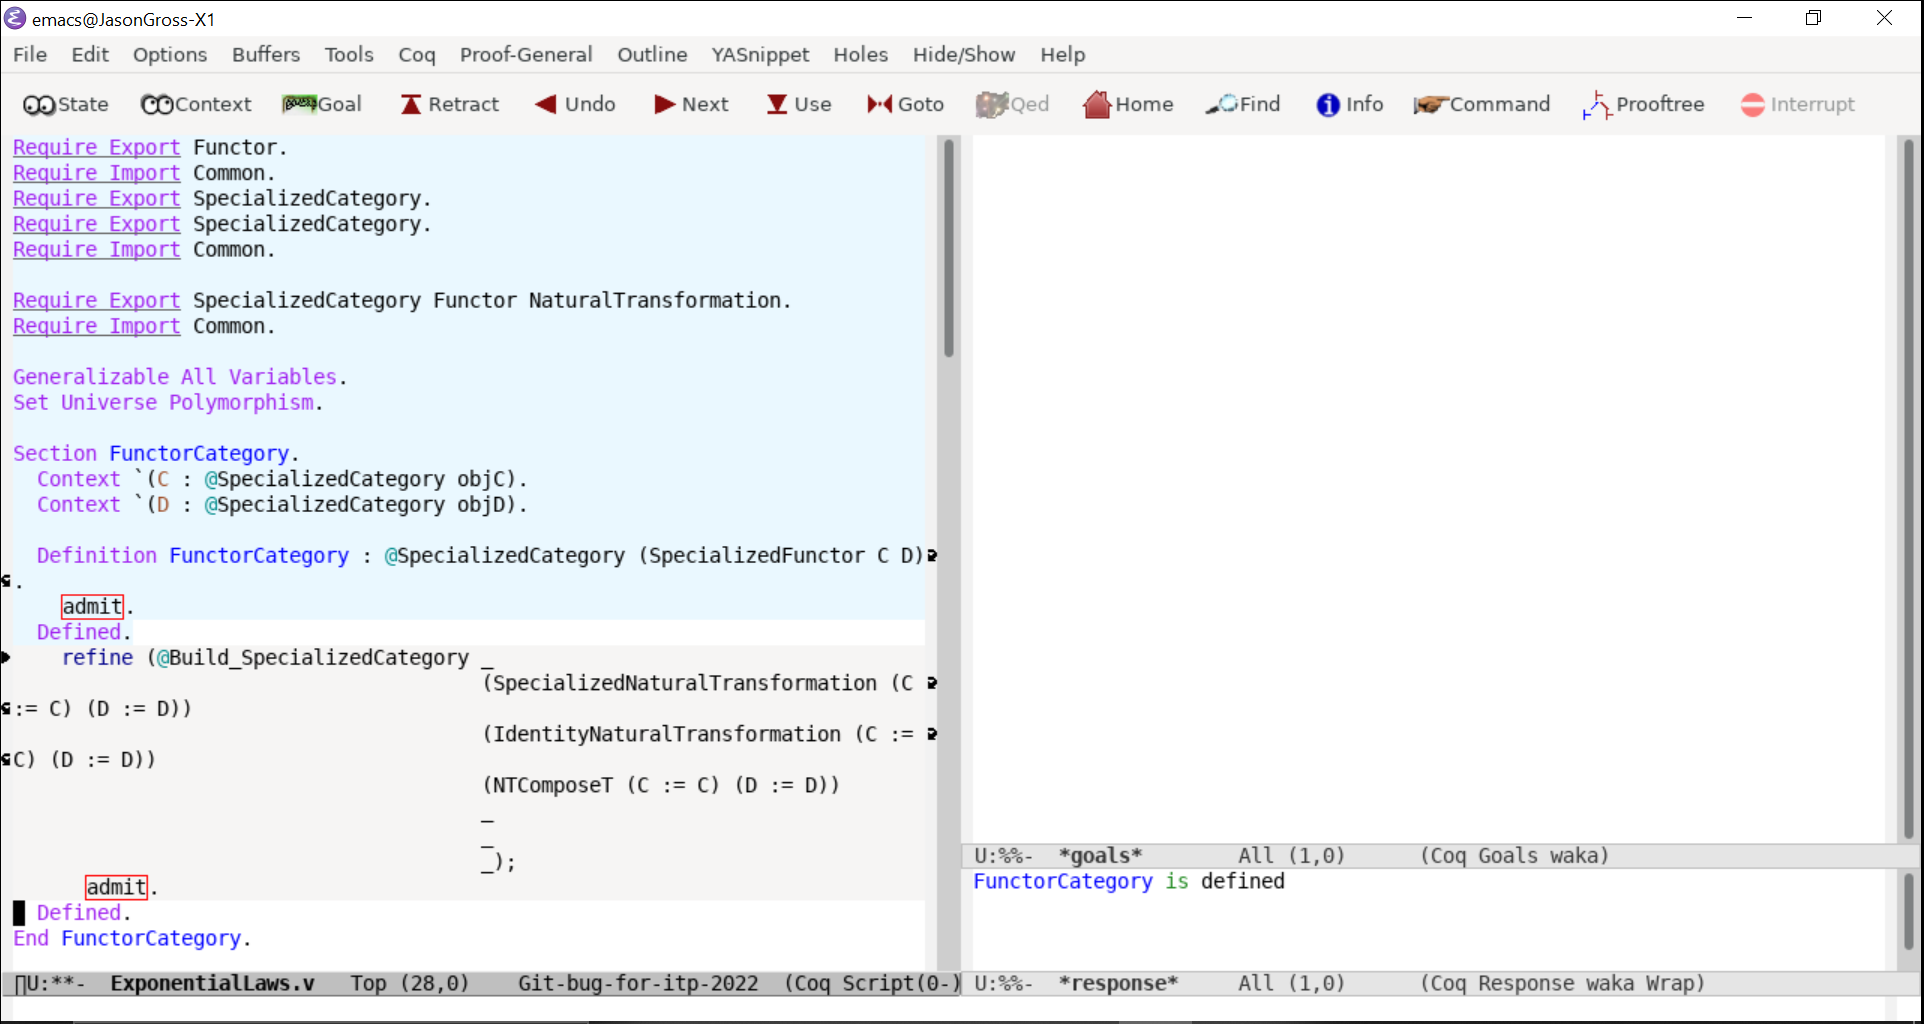 emacs@JasonGross-X1
File Edit Options Buffers Tools Coq Proof-General Outline YASnippet Holes Hide/Show Help
State Context Goal Retract Undo Next Use Goto Qed Home Find Info Command Prooftree Interrupt
Require Export Functor.
Require Import Common.
Require Export SpecializedCategory.
Require Export SpecializedCategory.
Require Import Common.
Require Export SpecializedCategory Functor NaturalTransformation.
Require Import Common.
Generalizable All Variables.
Set Universe Polymorphism.
Section FunctorCategory.
Context `(C : @SpecializedCategory objC).
Context `(D : @SpecializedCategory objD).
Definition FunctorCategory : @SpecializedCategory (SpecializedFunctor C D)
.
admit.
Defined.
refine (@Build_SpecializedCategory _
(SpecializedNaturalTransformation (C
:= C) (D := D))
(IdentityNaturalTransformation (C :=
C) (D := D))
(NTComposeT (C := C) (D := D))
_
_
_);
admit.
Defined.
End FunctorCategory.
U:**- ExponentialLaws.v Top (28,0) Git-bug-for-itp-2022 (Coq Script(0-)
U:%%- *goals* All (1,0) (Coq Goals waka)
FunctorCategory is defined
U:%%- *response* All (1,0) (Coq Response waka Wrap)